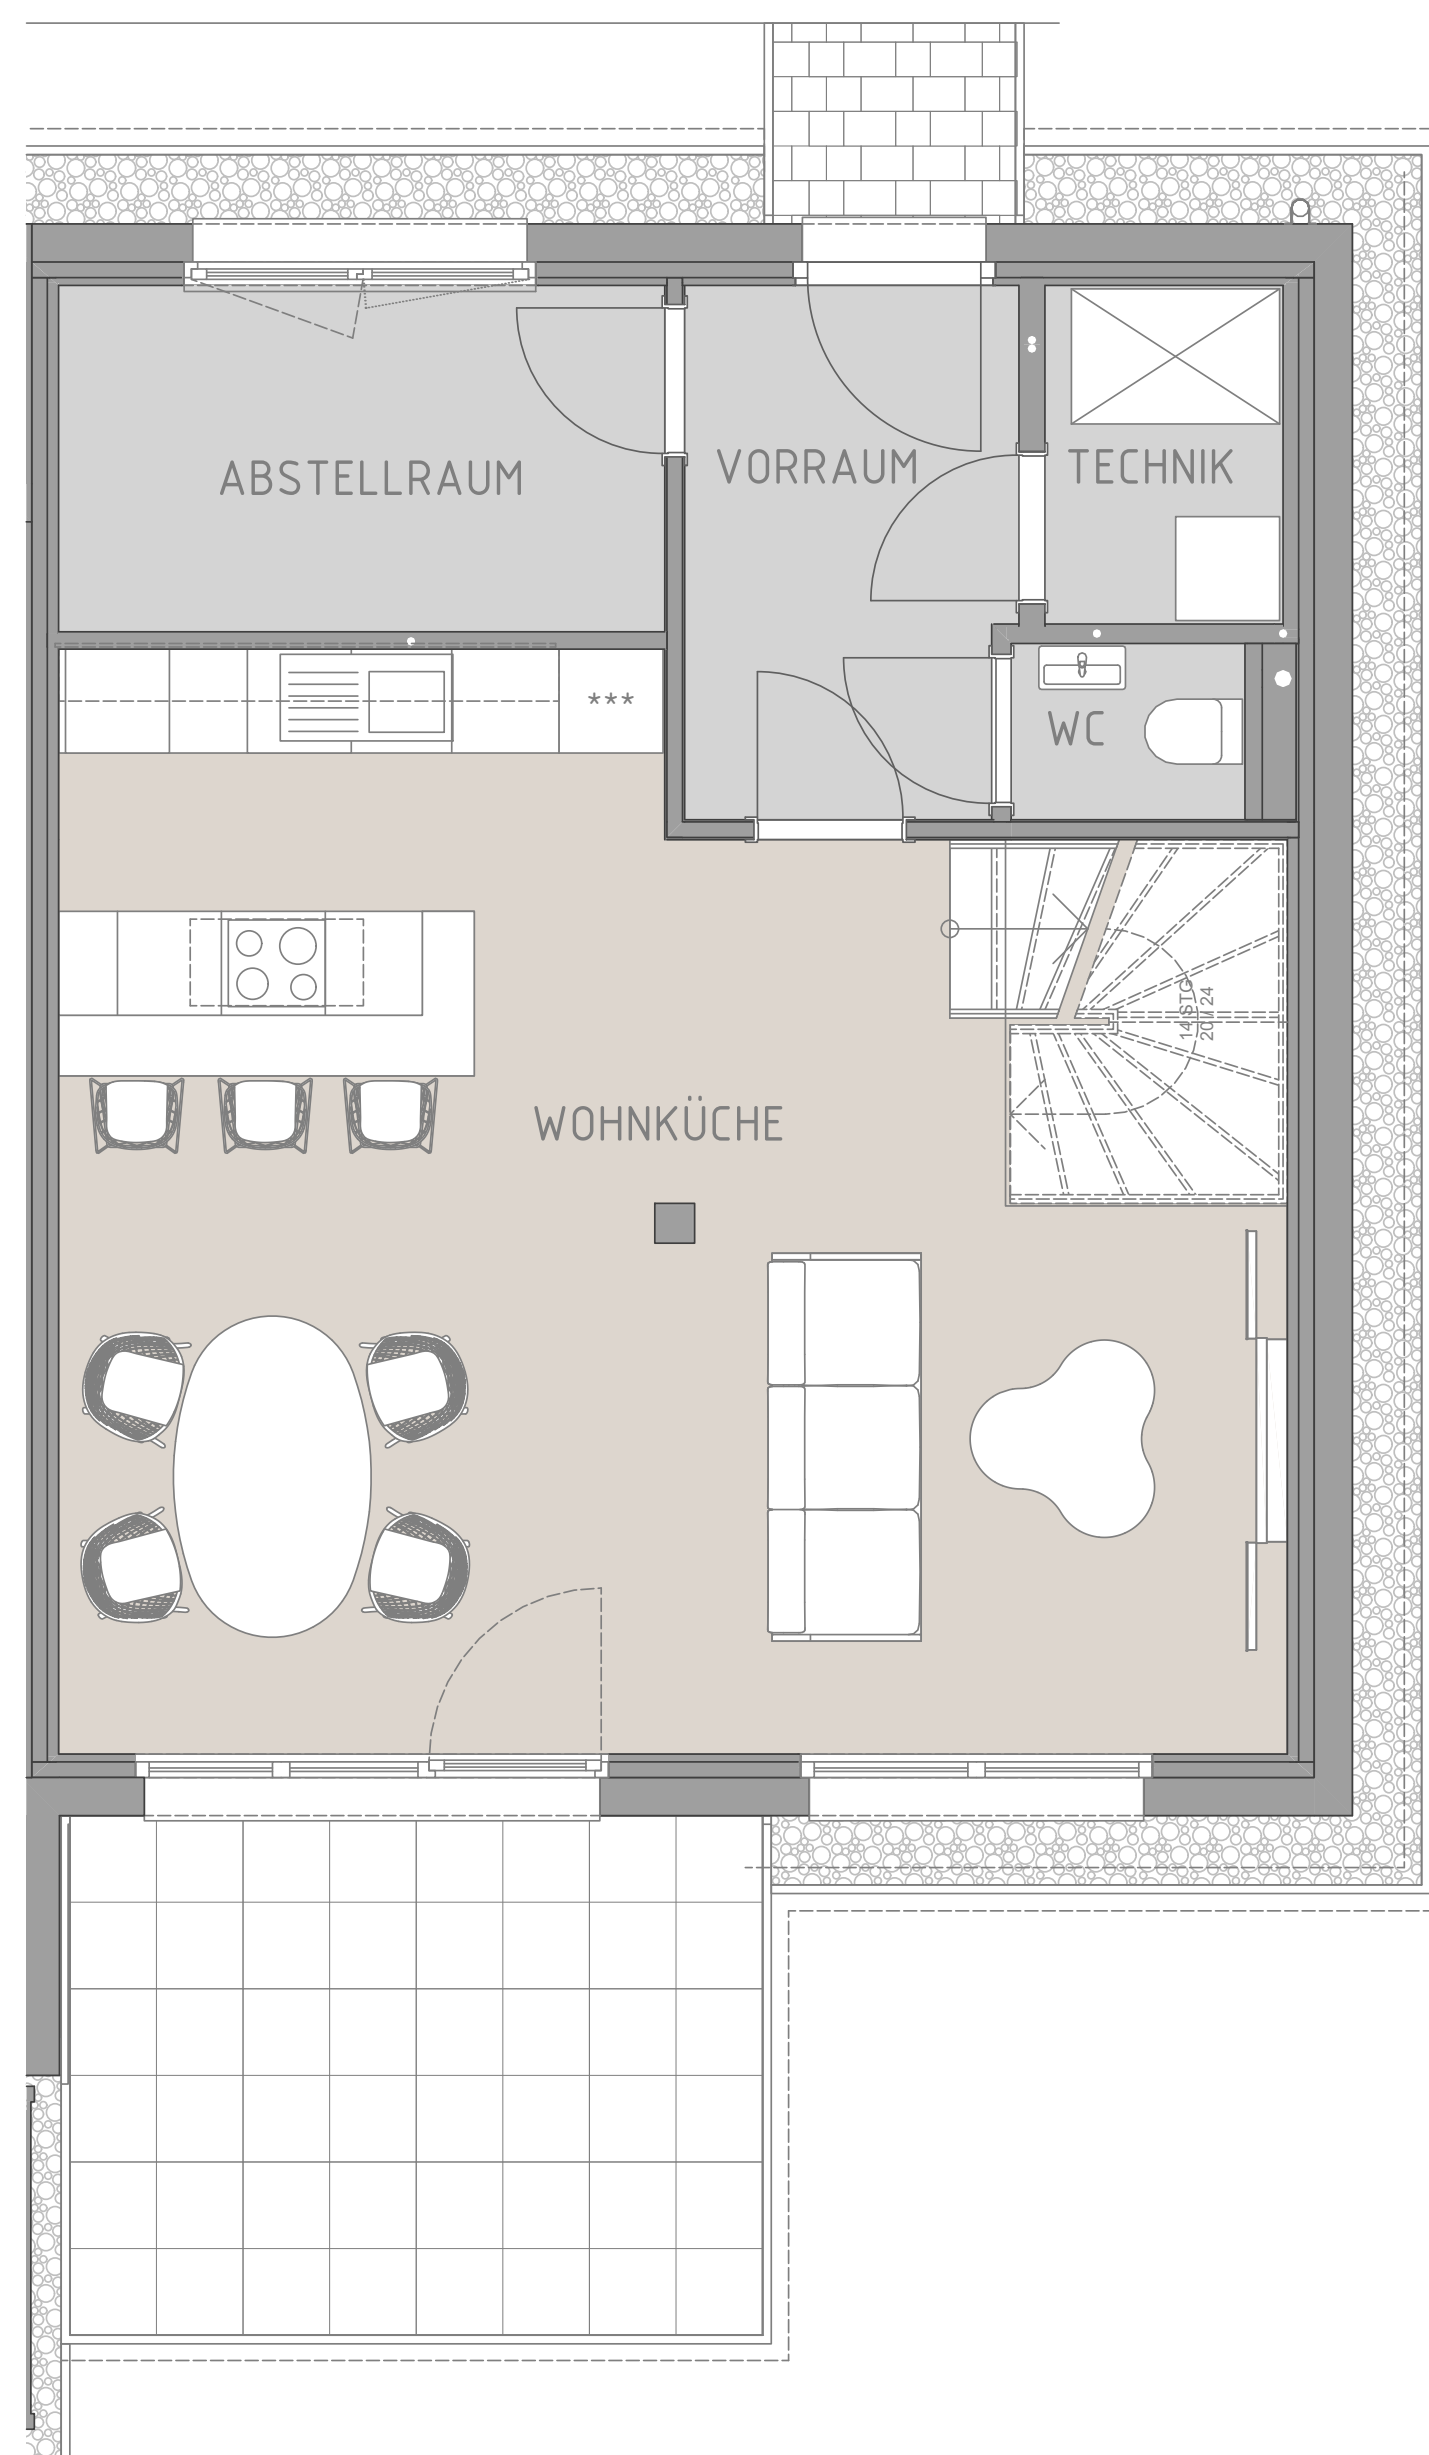 ABSTELLRAUM
VORRAUM
TECHNIK
***
WC
14 STG
20 / 24
WOHNKÜCHE